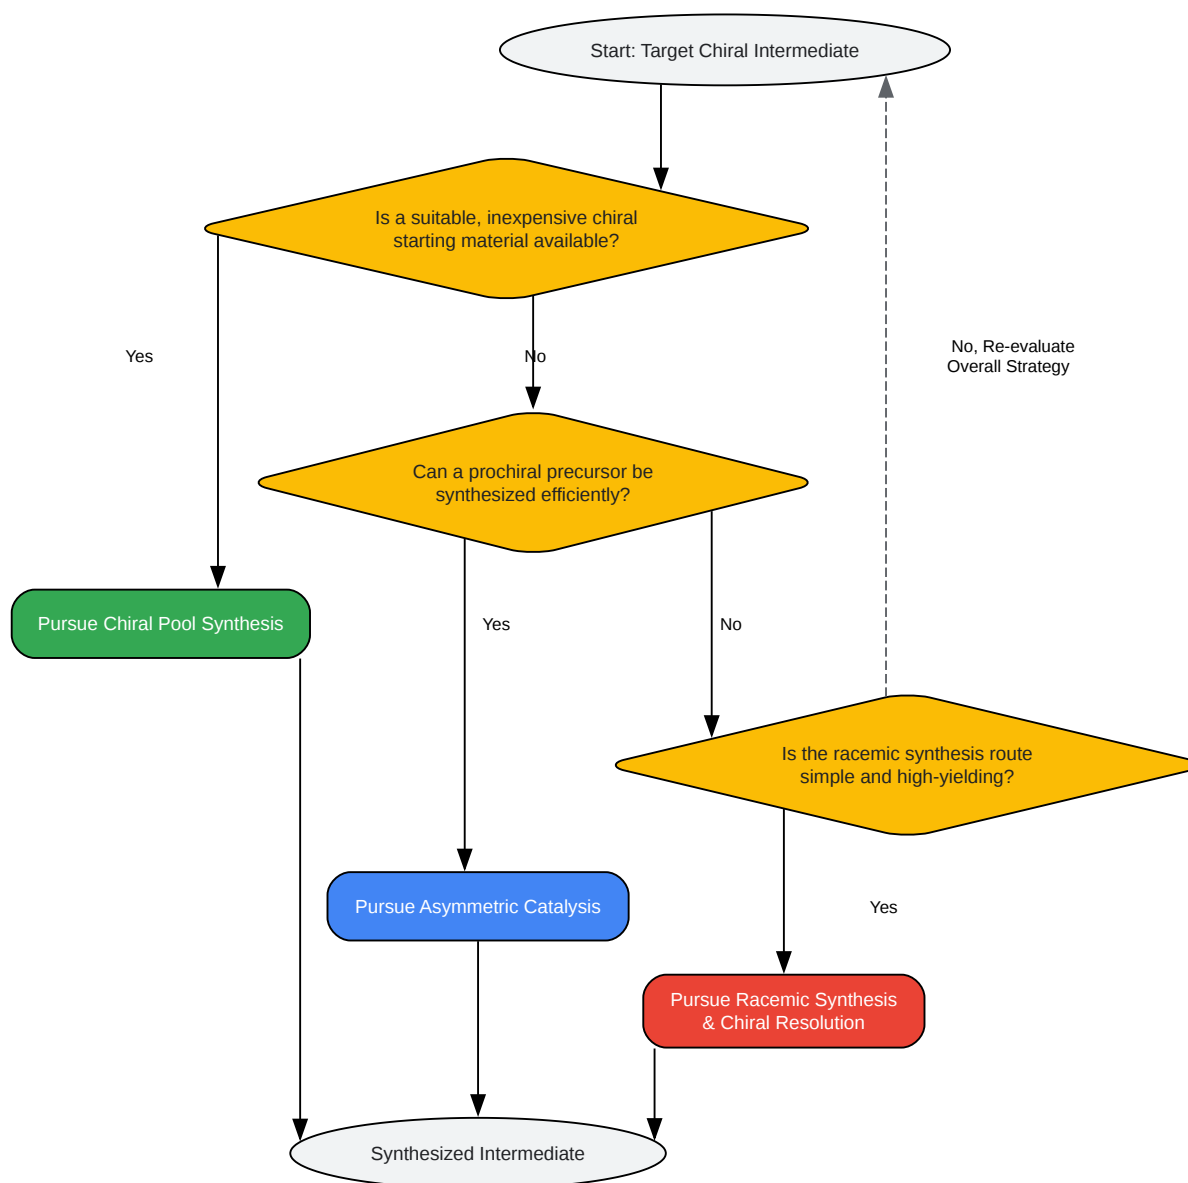 Start: Target Chiral Intermediate
Is a suitable, inexpensive chiral
starting material available?
Yes
No
No, Re-evaluate
Overall Strategy
Can a prochiral precursor be
synthesized efficiently?
Pursue Chiral Pool Synthesis
Yes
No
Is the racemic synthesis route
simple and high-yielding?
Pursue Asymmetric Catalysis
Yes
Pursue Racemic Synthesis
& Chiral Resolution
Synthesized Intermediate